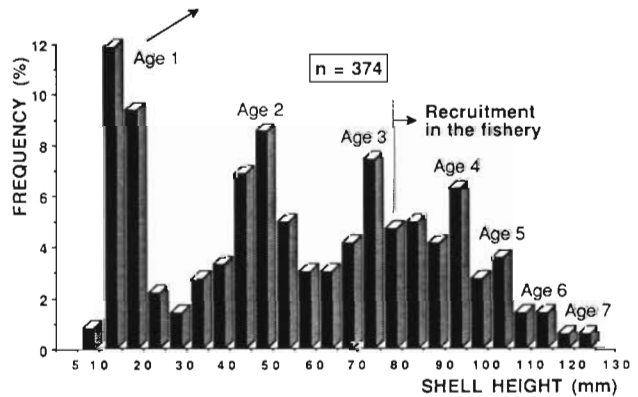 FREQUENCY (%)
12
10
8
6
4
2
0
Age 1
n = 374
Age 2
Age 3
Recruitment
in the fishery
Age 4
Age 5
Age 6
Age 7
5 10 20 30 40 50 60 70 80 90 100 110 120 130
SHELL HEIGHT (mm)